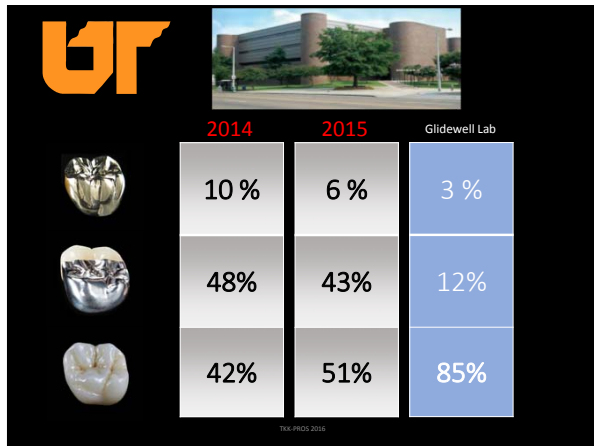 UT
2014 2015 Glidewell Lab
10 % 6 % 3 %
48% 43% 12%
42% 51% 85%
TKK-PROS 2016